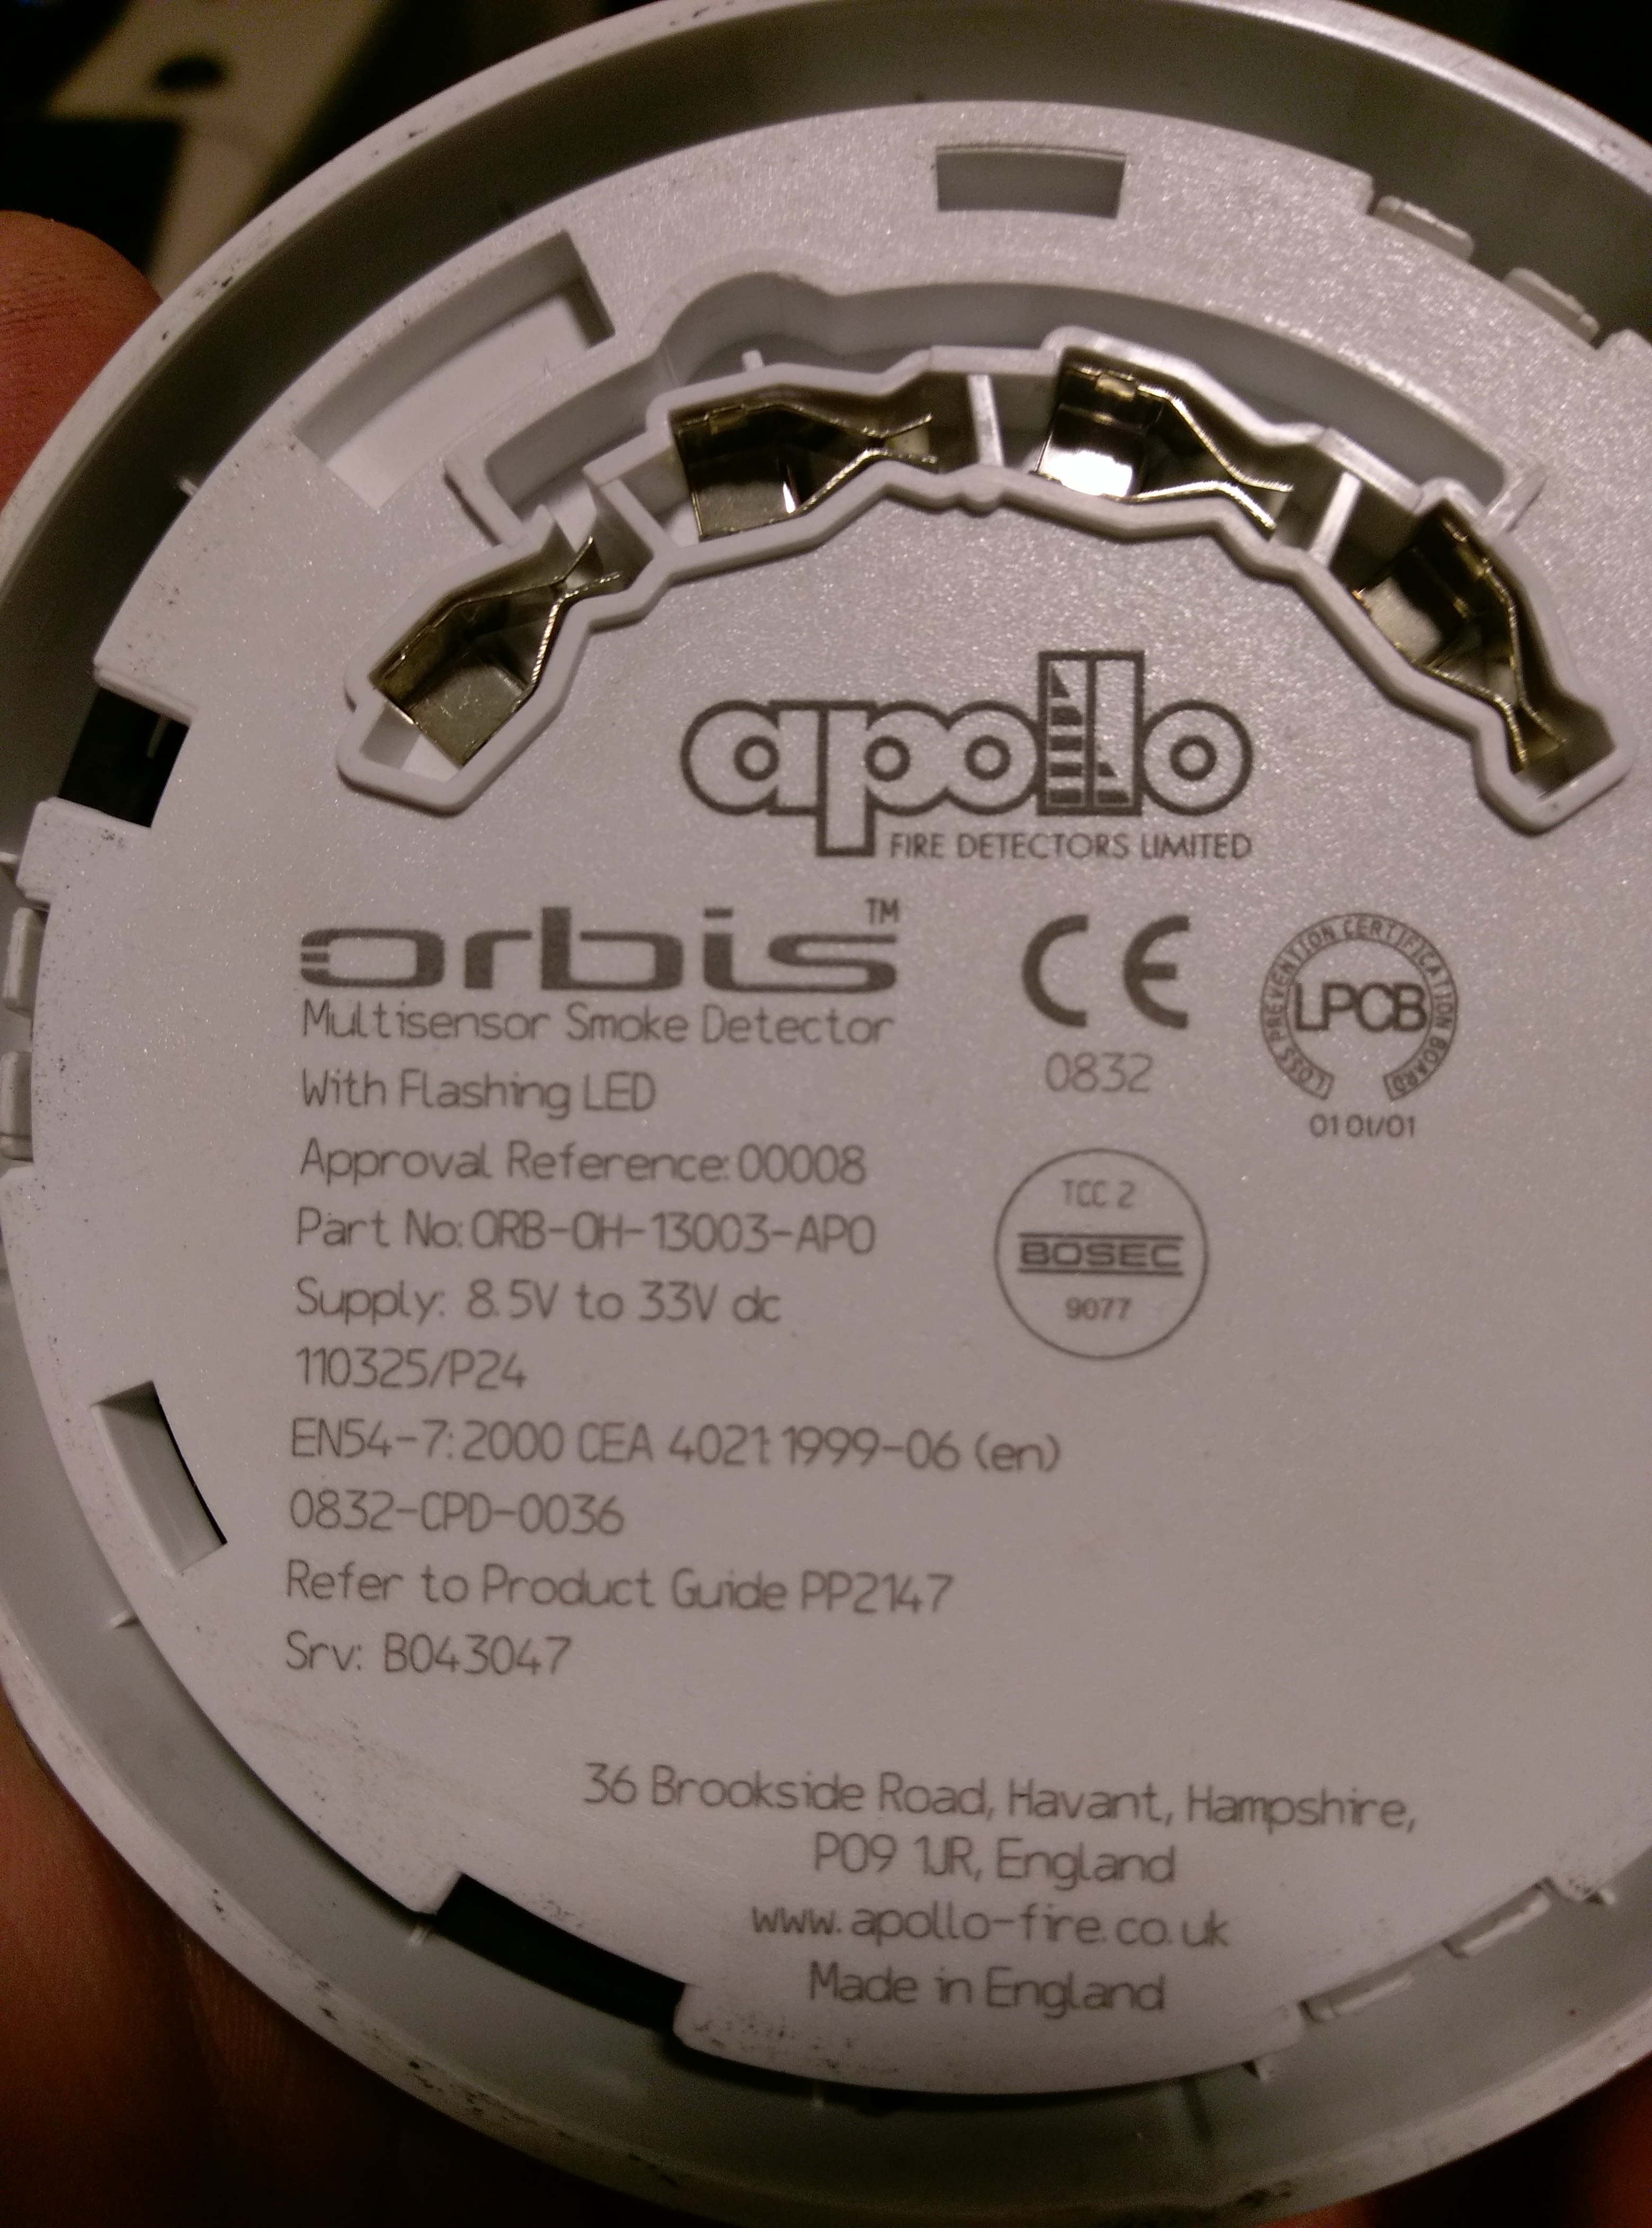 apollo
FIRE DETECTORS LIMITED
orbis™
Multisensor Smoke Detector
With Flashing LED
Approval Reference: 00008
Part No: ORB-OH-13003-APO
Supply: 8.5V to 33V dc
110325/P24
EN54-7: 2000 CEA 4021: 1999-06 (en)
0832-CPD-0036
Refer to Product Guide PP2147
Srv: B043047
CE
0832
LOSS PREVENTION CERTIFICATION BOARD
LPCB
010t/01
TCC 2
BOSEC
9077
36 Brookside Road, Havant, Hampshire,
PO9 1JR, England
www.apollo-fire.co.uk
Made in England